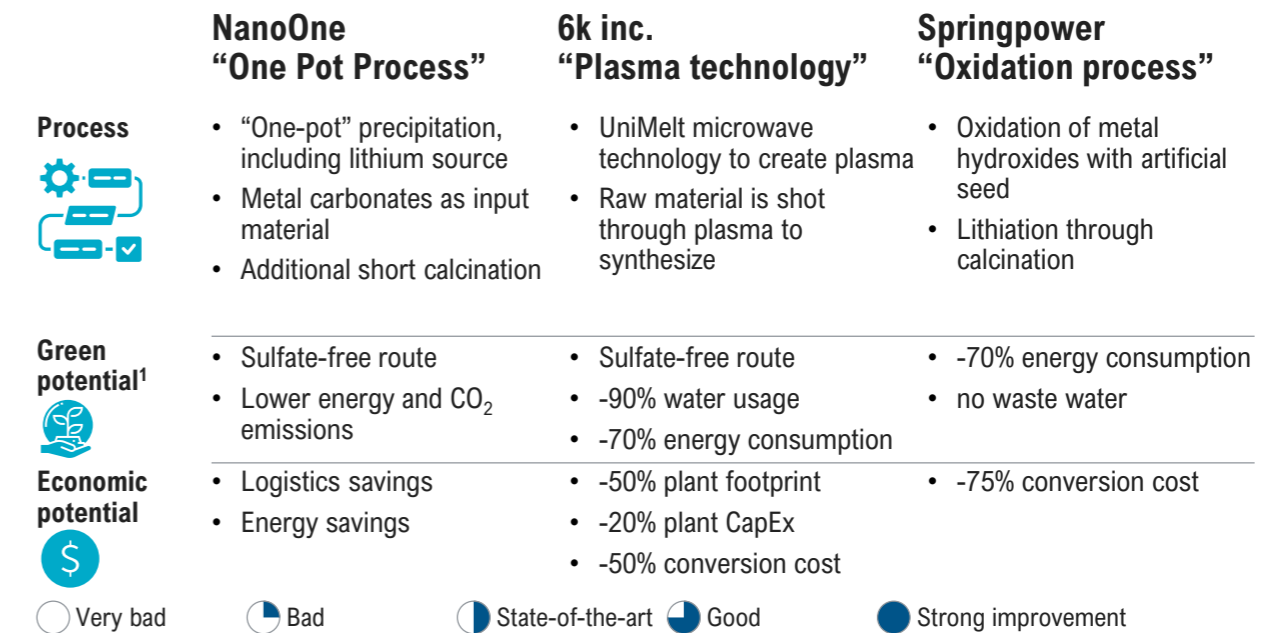 NanoOne
“One Pot Process”
6k inc.
“Plasma technology”
Springpower
“Oxidation process”
Process
• “One-pot” precipitation,
including lithium source
• Metal carbonates as input
material
• Additional short calcination
• UniMelt microwave
technology to create plasma
• Raw material is shot
through plasma to
synthesize
• Oxidation of metal
hydroxides with artificial
seed
• Lithiation through
calcination
Green
potential¹
• Sulfate-free route
• Lower energy and CO₂
emissions
• Sulfate-free route
• -90% water usage
• -70% energy consumption
• -70% energy consumption
• no waste water
Economic
potential
$
• Logistics savings
• Energy savings
• -50% plant footprint
• -20% plant CapEx
• -50% conversion cost
• -75% conversion cost
Very bad
Bad
State-of-the-art
Good
Strong improvement